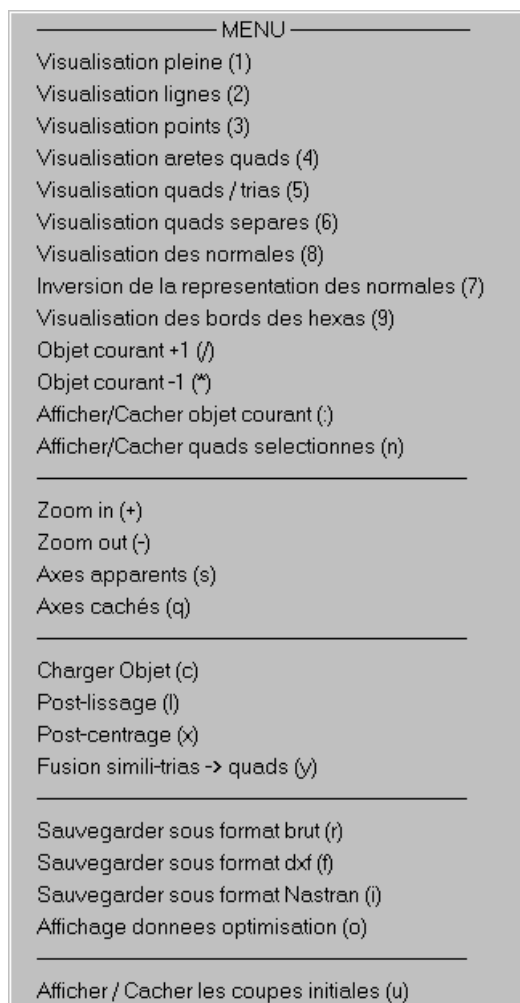 MENU
Visualisation pleine (1)
Visualisation lignes (2)
Visualisation points (3)
Visualisation aretes quads (4)
Visualisation quads / trias (5)
Visualisation quads separes (6)
Visualisation des normales (8)
Inversion de la representation des normales (7)
Visualisation des bords des hexas (9)
Objet courant +1 (/)
Objet courant -1 (*)
Afficher/Cacher objet courant (:)
Afficher/Cacher quads selectionnes (n)
Zoom in (+)
Zoom out (-)
Axes apparents (s)
Axes cachés (q)
Charger Objet (c)
Post-lissage (l)
Post-centrage (x)
Fusion simili-trias -> quads (y)
Sauvegarder sous format brut (r)
Sauvegarder sous format dxf (f)
Sauvegarder sous format Nastran (i)
Affichage donnees optimisation (o)
Afficher / Cacher les coupes initiales (u)